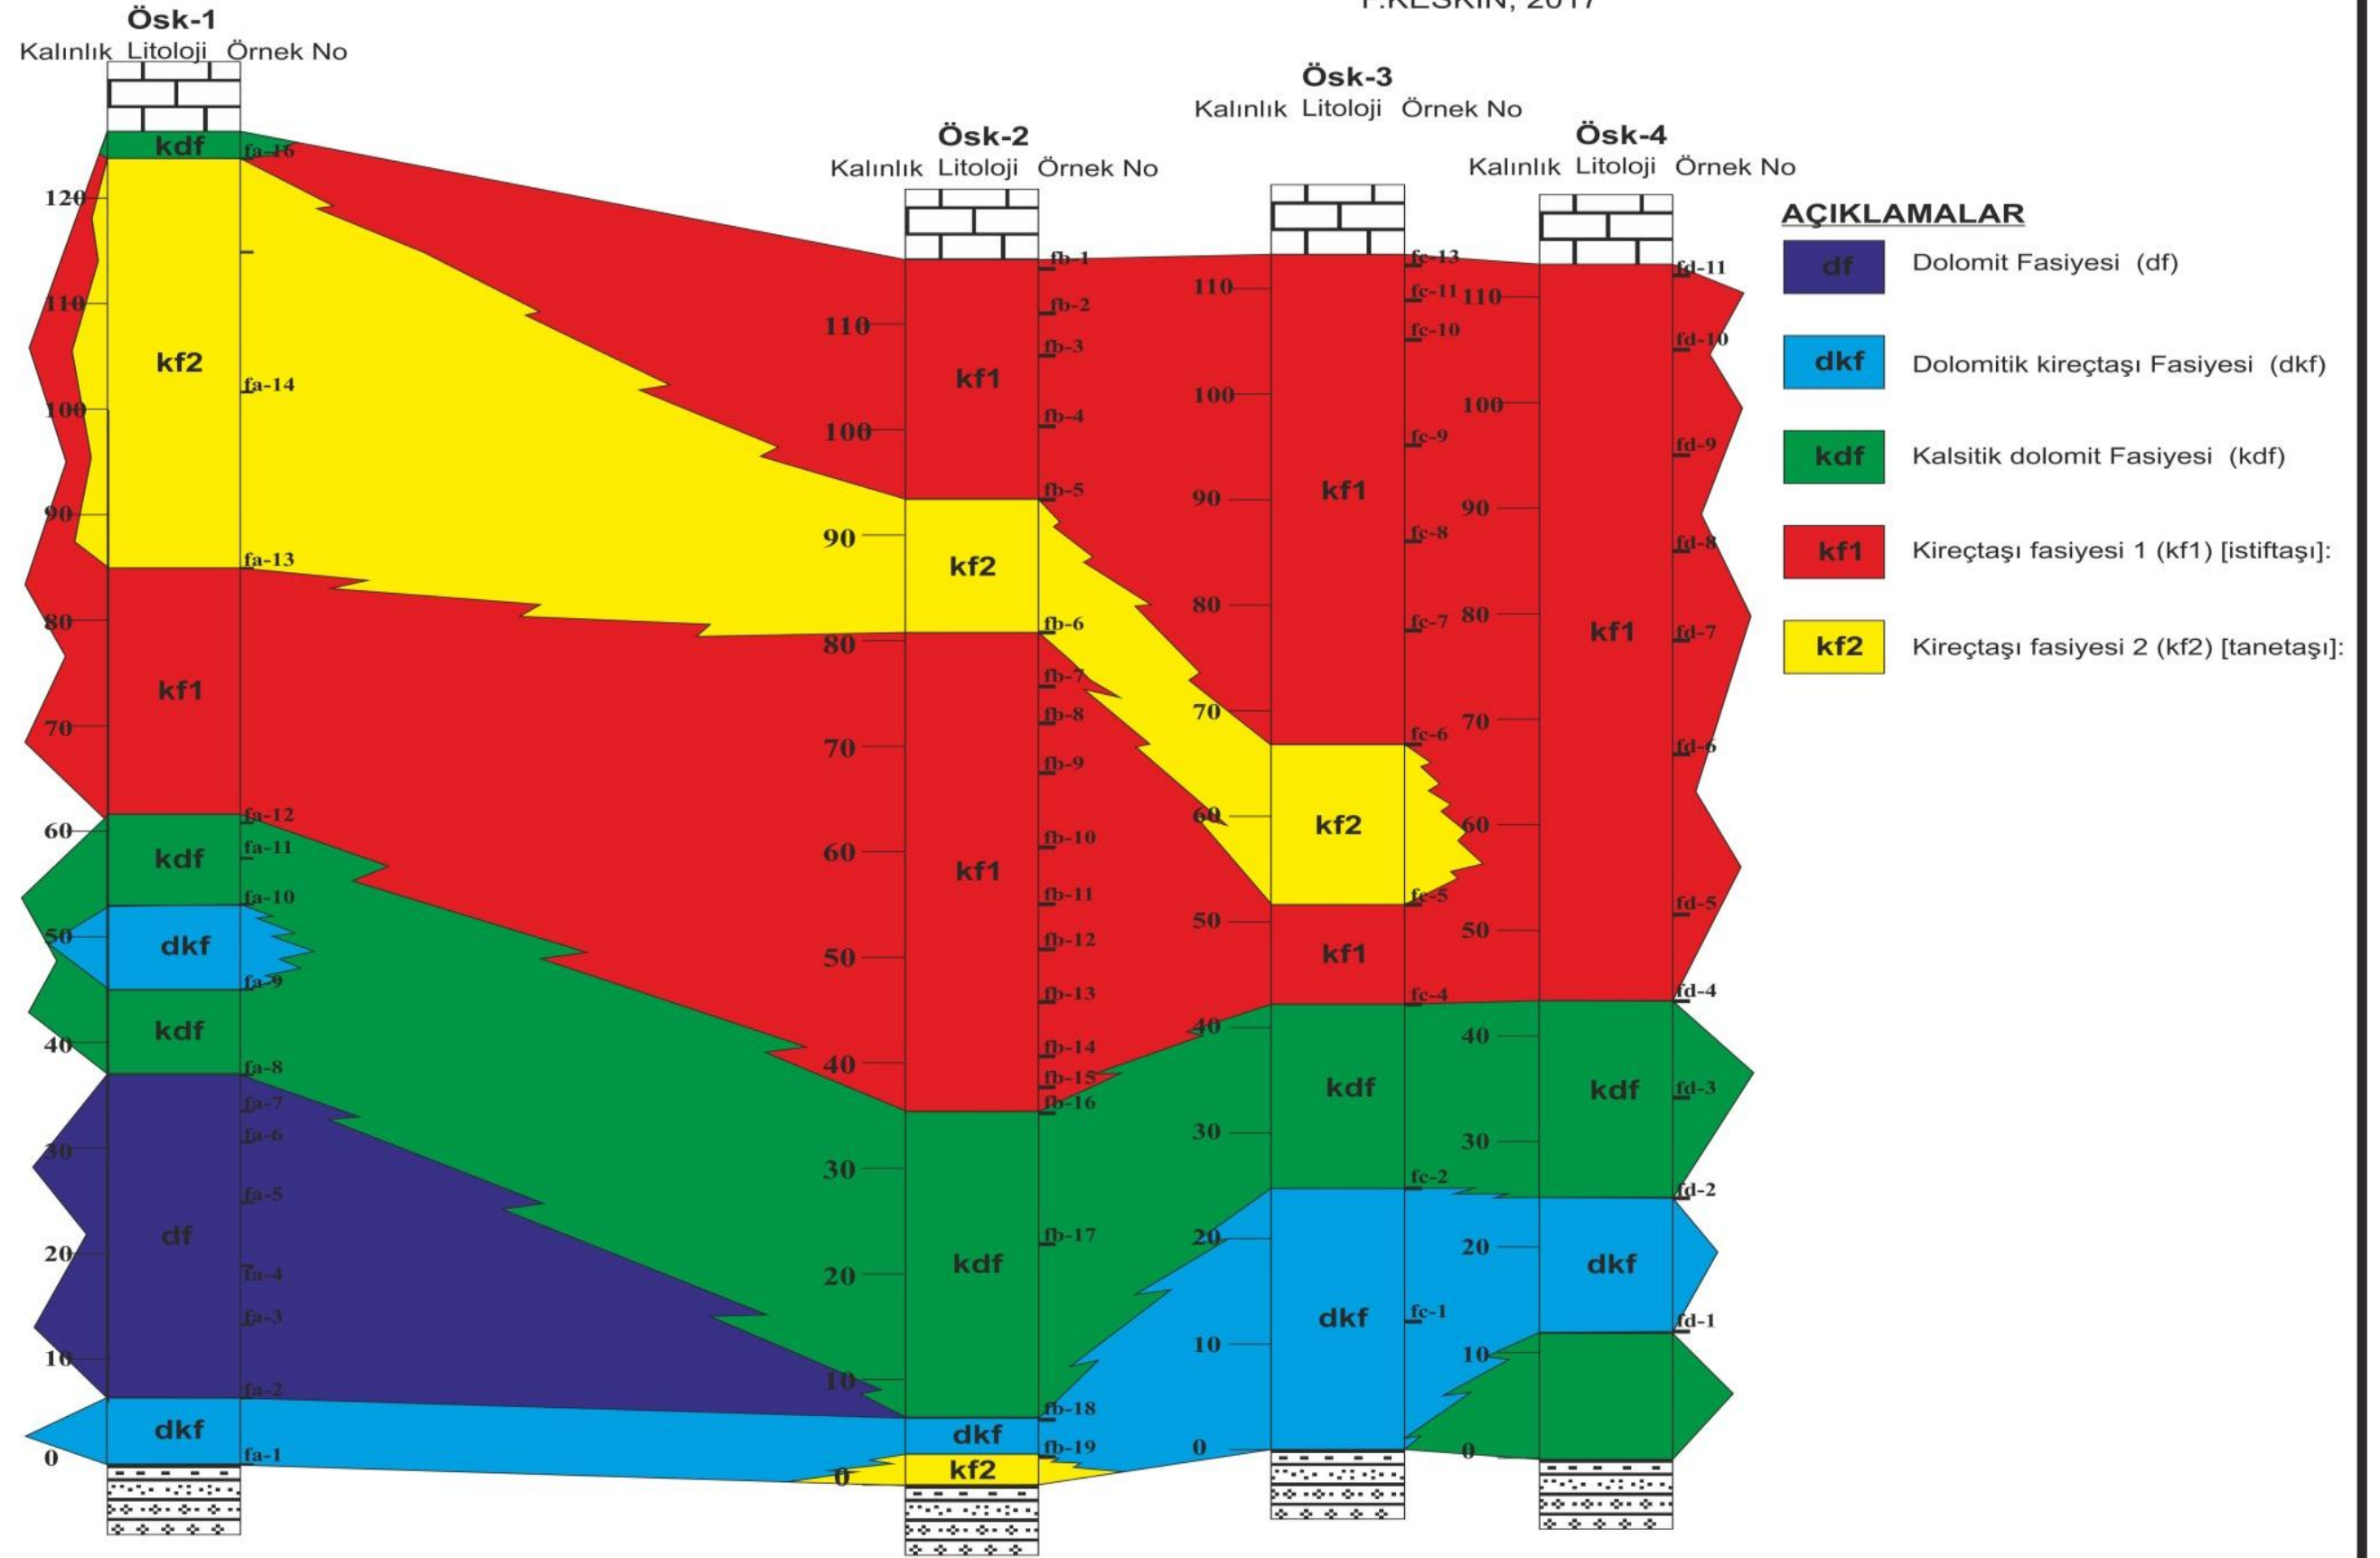 F.KESKİN, 2017
Ösk-1
Kalınlık Litoloji Örnek No
kdf
fa-16
120
110
kf2
fa-14
100
90
fa-13
80
kf1
70
fa-12
60
kdf
fa-11
fa-10
50
dkf
fa-9
kdf
40
fa-8
fa-7
fa-6
30
fa-5
df
20
fa-4
fa-3
10
fa-2
dkf
0
fa-1
Ösk-2
Kalınlık Litoloji Örnek No
fb-1
fb-2
110
fb-3
kf1
fb-4
100
fb-5
90
kf2
fb-6
80
fb-7
fb-8
70
fb-9
fb-10
60
kf1
fb-11
fb-12
50
fb-13
fb-14
40
fb-15
fb-16
30
fb-17
kdf
20
10
fb-18
dkf
fb-19
kf2
0
Ösk-3
Kalınlık Litoloji Örnek No
fc-13
110
fc-11
fc-10
100
fc-9
kf1
90
fc-8
80
fc-7
70
fc-6
60
kf2
fc-5
50
kf1
fc-4
40
kdf
30
fc-2
20
fc-1
dkf
10
0
Ösk-4
Kalınlık Litoloji Örnek No
fd-11
110
fd-10
100
fd-9
90
fd-8
80
kf1
fd-7
70
fd-6
60
fd-5
50
fd-4
40
kdf
fd-3
30
fd-2
20
dkf
fd-1
10
0
AÇIKLAMALAR
df Dolomit Fasiyesi (df)
dkf Dolomitik kireçtaşı Fasiyesi (dkf)
kdf Kalsitik dolomit Fasiyesi (kdf)
kf1 Kireçtaşı fasiyesi 1 (kf1) [istiftaşı]:
kf2 Kireçtaşı fasiyesi 2 (kf2) [tanetaşı]: